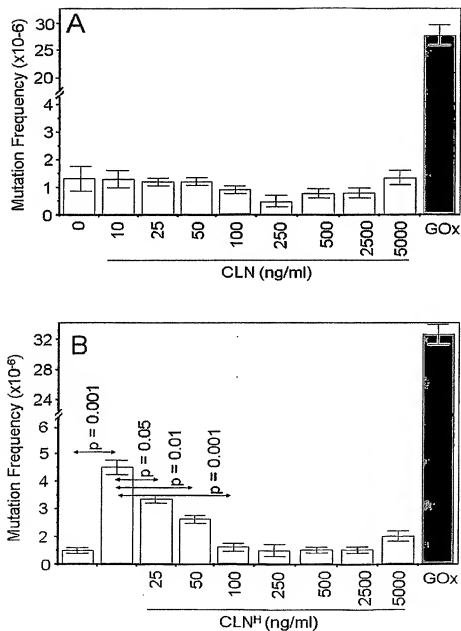 A
Mutation Frequency (x10-6)
30
25
20
4
3
2
1
0
0
10
25
50
100
250
500
2500
5000
GOx
CLN (ng/ml)
B
Mutation Frequency (x10⁻⁶)
32
28
24
6
5
4
3
2
0
p = 0.001
p = 0.05
p = 0.01
p = 0.001
25
50
100
250
500
2500
5000
GOx
CLNᴴ (ng/ml)